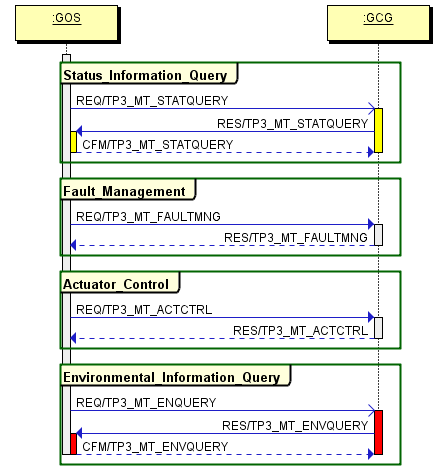 :GOS
:GCG
Status_Information_Query
REQ/TP3_MT_STATQUERY
RES/TP3_MT_STATQUERY
CFM/TP3_MT_STATQUERY
Fault_Management
REQ/TP3_MT_FAULTMNG
RES/TP3_MT_FAULTMNG
Actuator_Control
REQ/TP3_MT_ACTCTRL
RES/TP3_MT_ACTCTRL
Environmental_Information_Query
REQ/TP3_MT_ENQUERY
RES/TP3_MT_ENVQUERY
CFM/TP3_MT_ENVQUERY